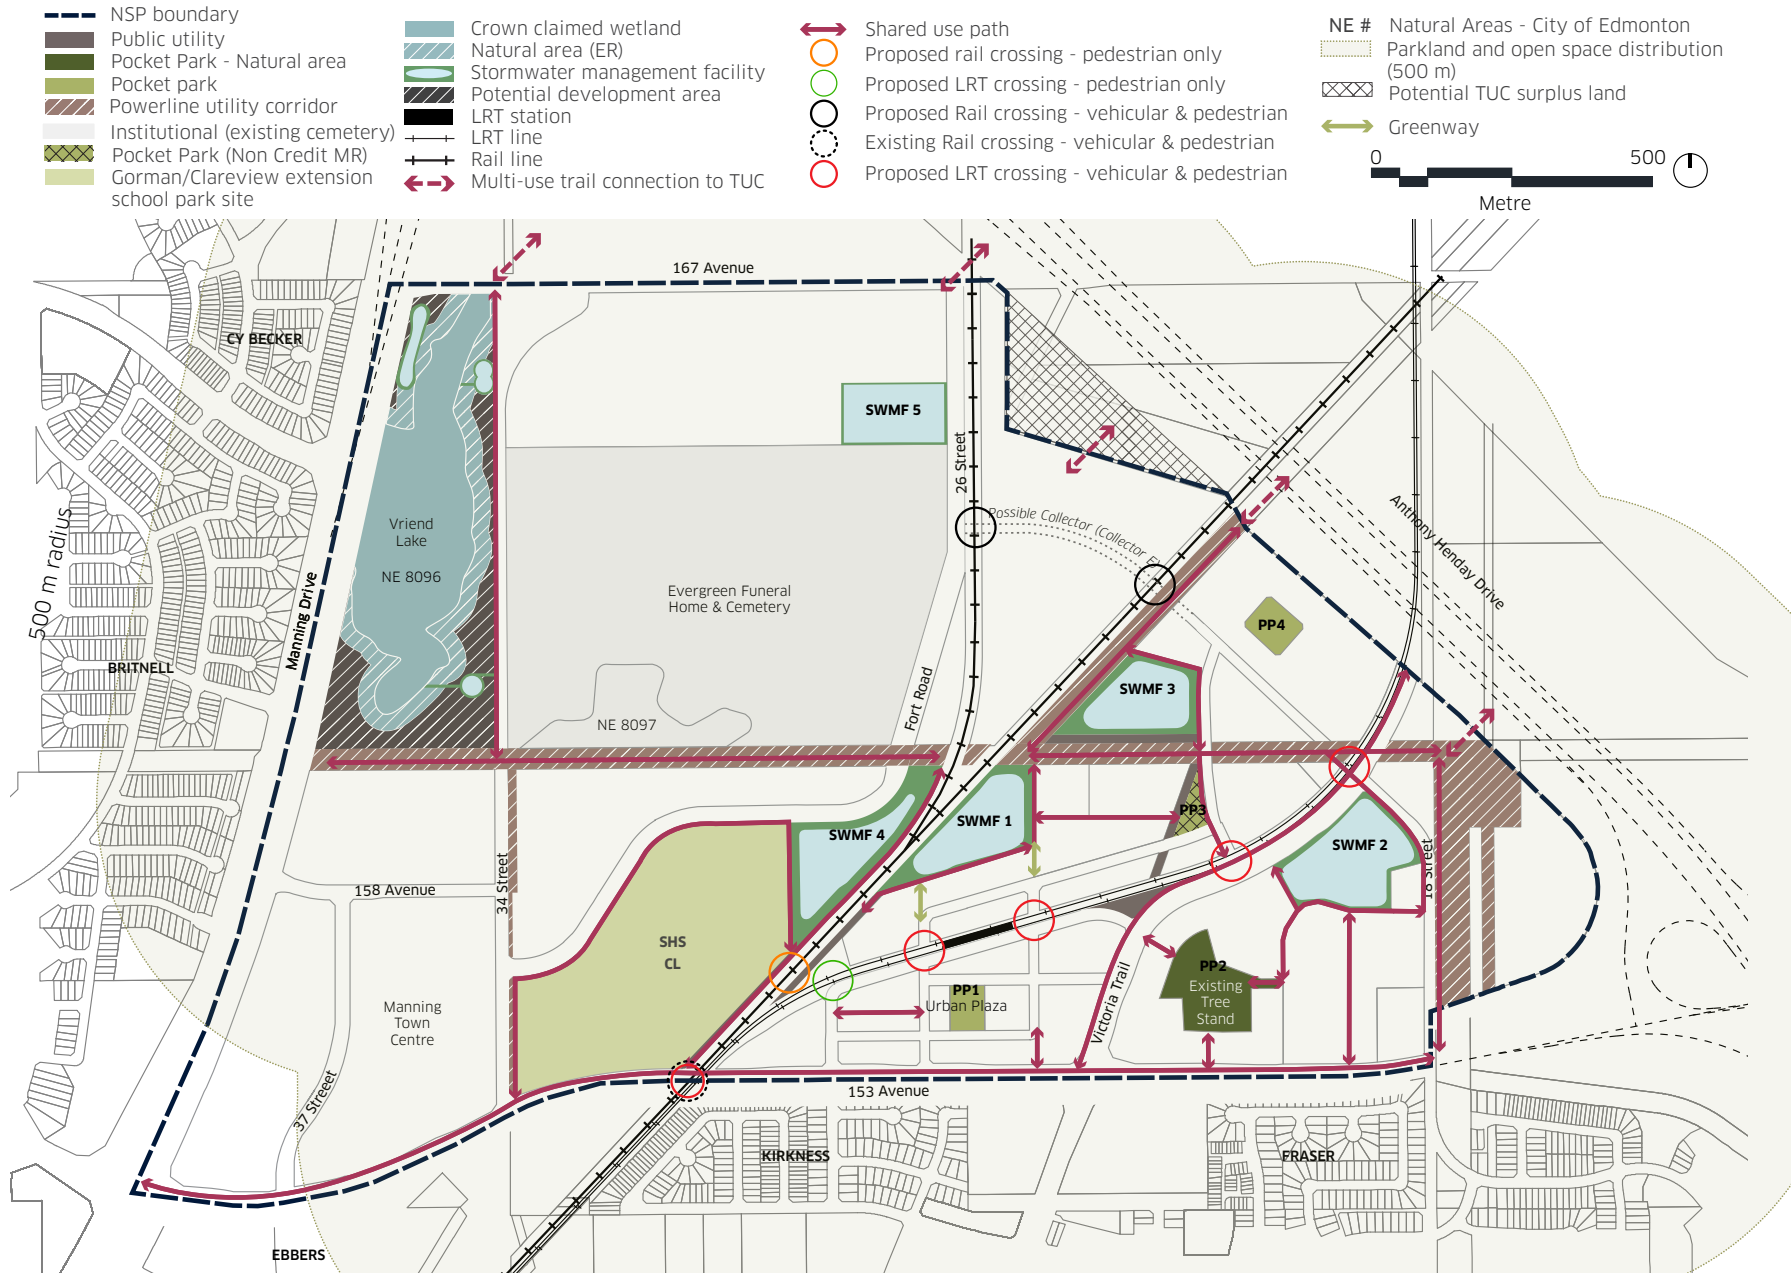 NSP boundary
Public utility
Pocket Park - Natural area
Pocket park
Powerline utility corridor
Institutional (existing cemetery)
Pocket Park (Non Credit MR)
Gorman/Clareview extension
school park site
Crown claimed wetland
Natural area (ER)
Stormwater management facility
Potential development area
LRT station
LRT line
Rail line
Multi-use trail connection to TUC
Shared use path
Proposed rail crossing - pedestrian only
Proposed LRT crossing - pedestrian only
Proposed Rail crossing - vehicular & pedestrian
Existing Rail crossing - vehicular & pedestrian
Proposed LRT crossing - vehicular & pedestrian
NE # Natural Areas - City of Edmonton
Parkland and open space distribution
(500 m)
Potential TUC surplus land
Greenway
0 500
Metre
167 Avenue
CY BECKER
SWMF 5
26 Street
500 m radius
Vriend
Lake
NE 8096
Manning Drive
Possible Collector (Collector E)
Anthony Henday Drive
Evergreen Funeral
Home & Cemetery
PP4
BRITNELL
SWMF 3
Fort Road
NE 8097
PP3
SWMF 4
SWMF 1
SWMF 2
158 Avenue
34 Street
18 Street
SHS
CL
PP2
Existing
Tree
Stand
PP1
Urban Plaza
Victoria Trail
Manning
Town
Centre
37 Street
153 Avenue
KIRKNESS
FRASER
EBBERS